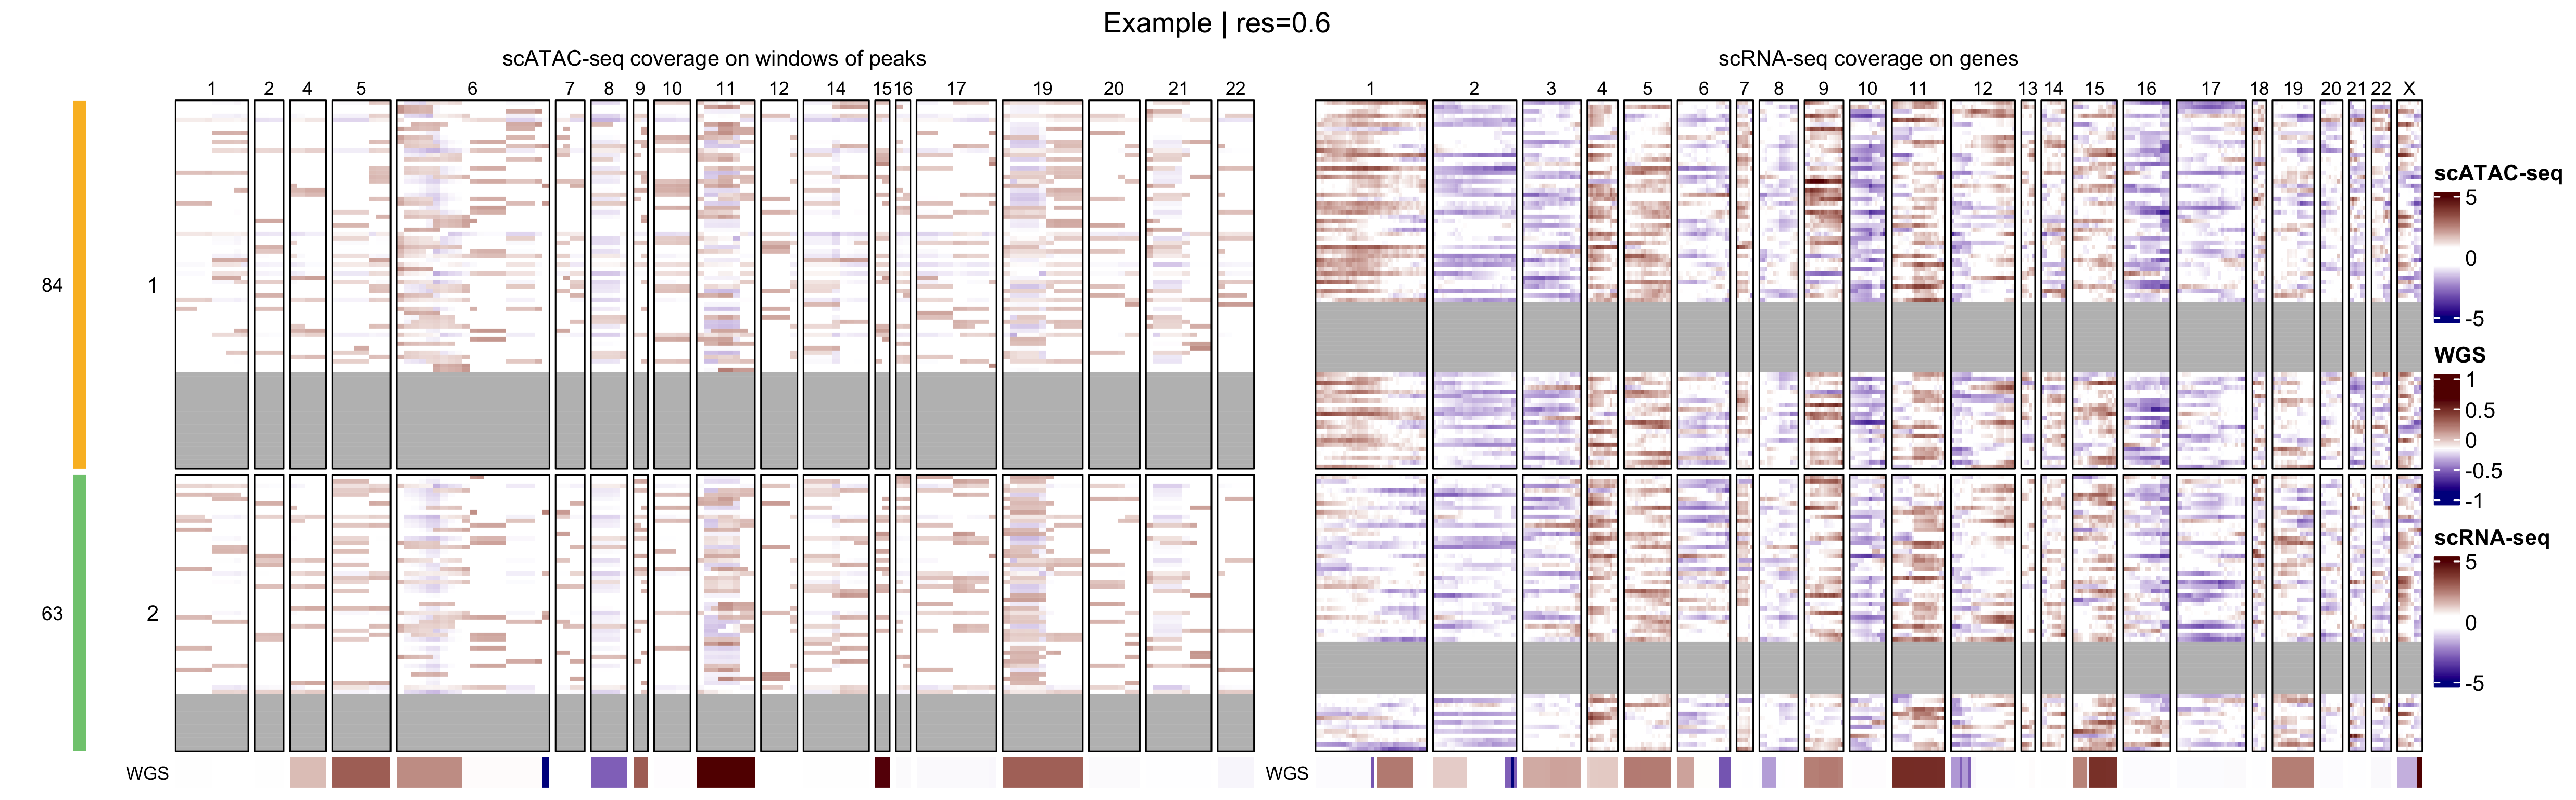 Example | res=0.6
scATAC-seq coverage on windows of peaks
scRNA-seq coverage on genes
1 2 4 5 6 7 8 9 10 11 12 14 15 16 17 19 20 21 22
1 2 3 4 5 6 7 8 9 10 11 12 13 14 15 16 17 18 19 20 21 22 X
84 1
63 2
WGS
WGS
scATAC-seq
5
0
-5
WGS
1
0.5
0
-0.5
-1
scRNA-seq
5
0
-5